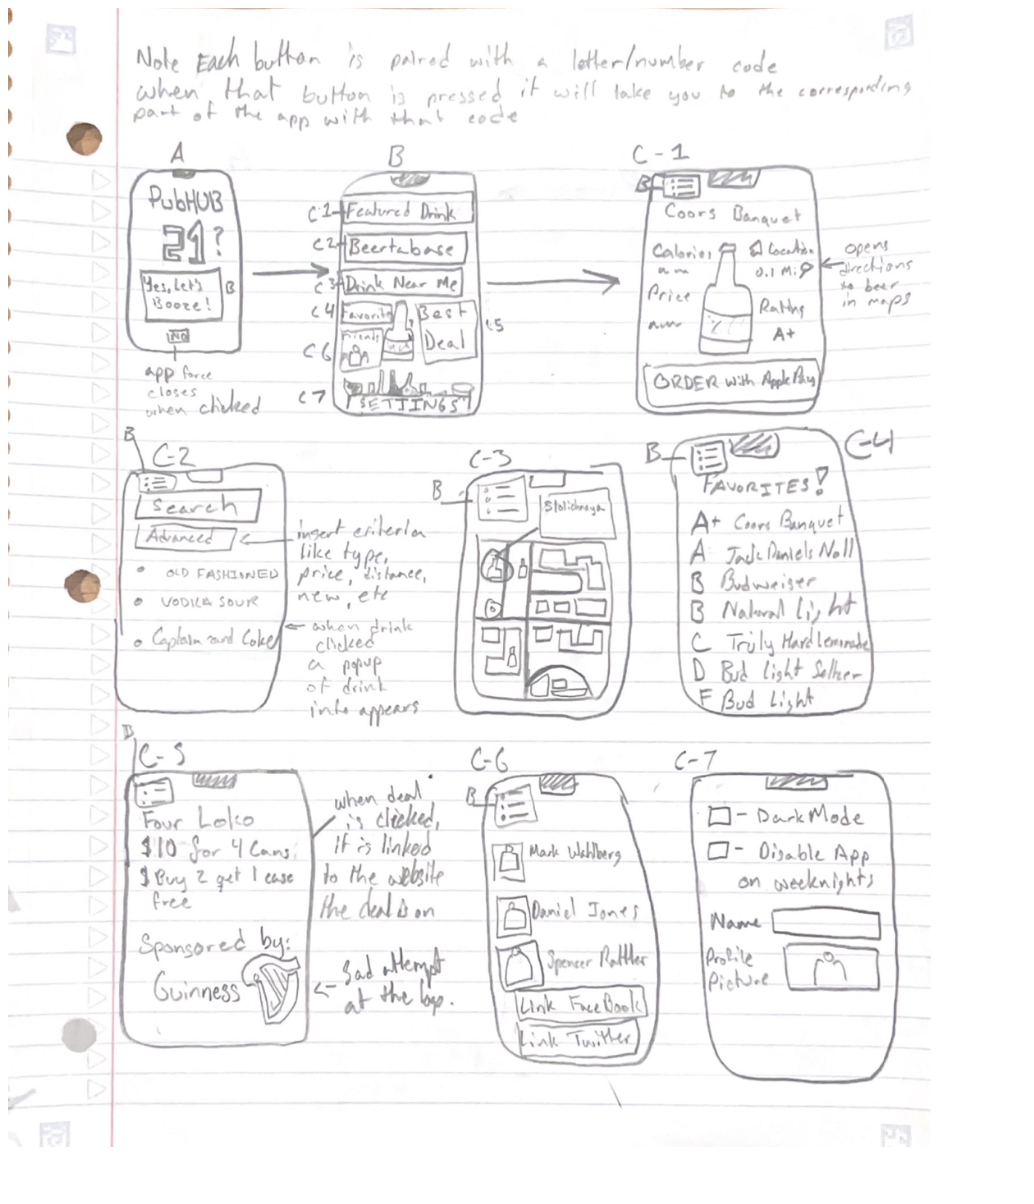 Note Each button is paired with a letter/number code
when that button is pressed it will take you to the corresponding
part of the app with that code
A
PubHUB
21?
Yes, Let's
Booze!
B
No
app force
closes
when clicked
B
C-1
Featured Drink
C2
Beertabase
C3
Drink Near Me
C4
Favorite
Best
Deal
C5
Friends
C6
C7
SETTINGS
C-1
B
Coors Banquet
Calories
Location
0.1 Mi
Price
Rating
A+
ORDER with Apple Pay
opens
directions
to beer
in maps
B
C-2
Search
Advanced
• OLD FASHIONED
• VODKA SOUR
• Captain and Coke
insert criteria
like type,
price, distance,
new, etc
when drink
clicked
a popup
of drink
info appears
C-3
B
Stolichnaya
B
C-4
FAVORITES!
A+ Coors Banquet
A Jack Daniels No11
B Budweiser
B Natural Light
C Truly Hard Lemonade
D Bud Light Seltzer
F Bud Light
B
C-5
Four Loko
$10 for 4 Cans
$ Buy 2 get 1 case
free
Sponsored by:
Guinness
when deal
is clicked,
it is linked
to the website
the deal is on
Sad attempt
at the logo.
C-6
B
Mark Wahlberg
Daniel Jones
Spencer Rattler
Link FaceBook
Link Twitter
C-7
- Dark Mode
- Disable App
on weeknights
Name
Profile
Picture